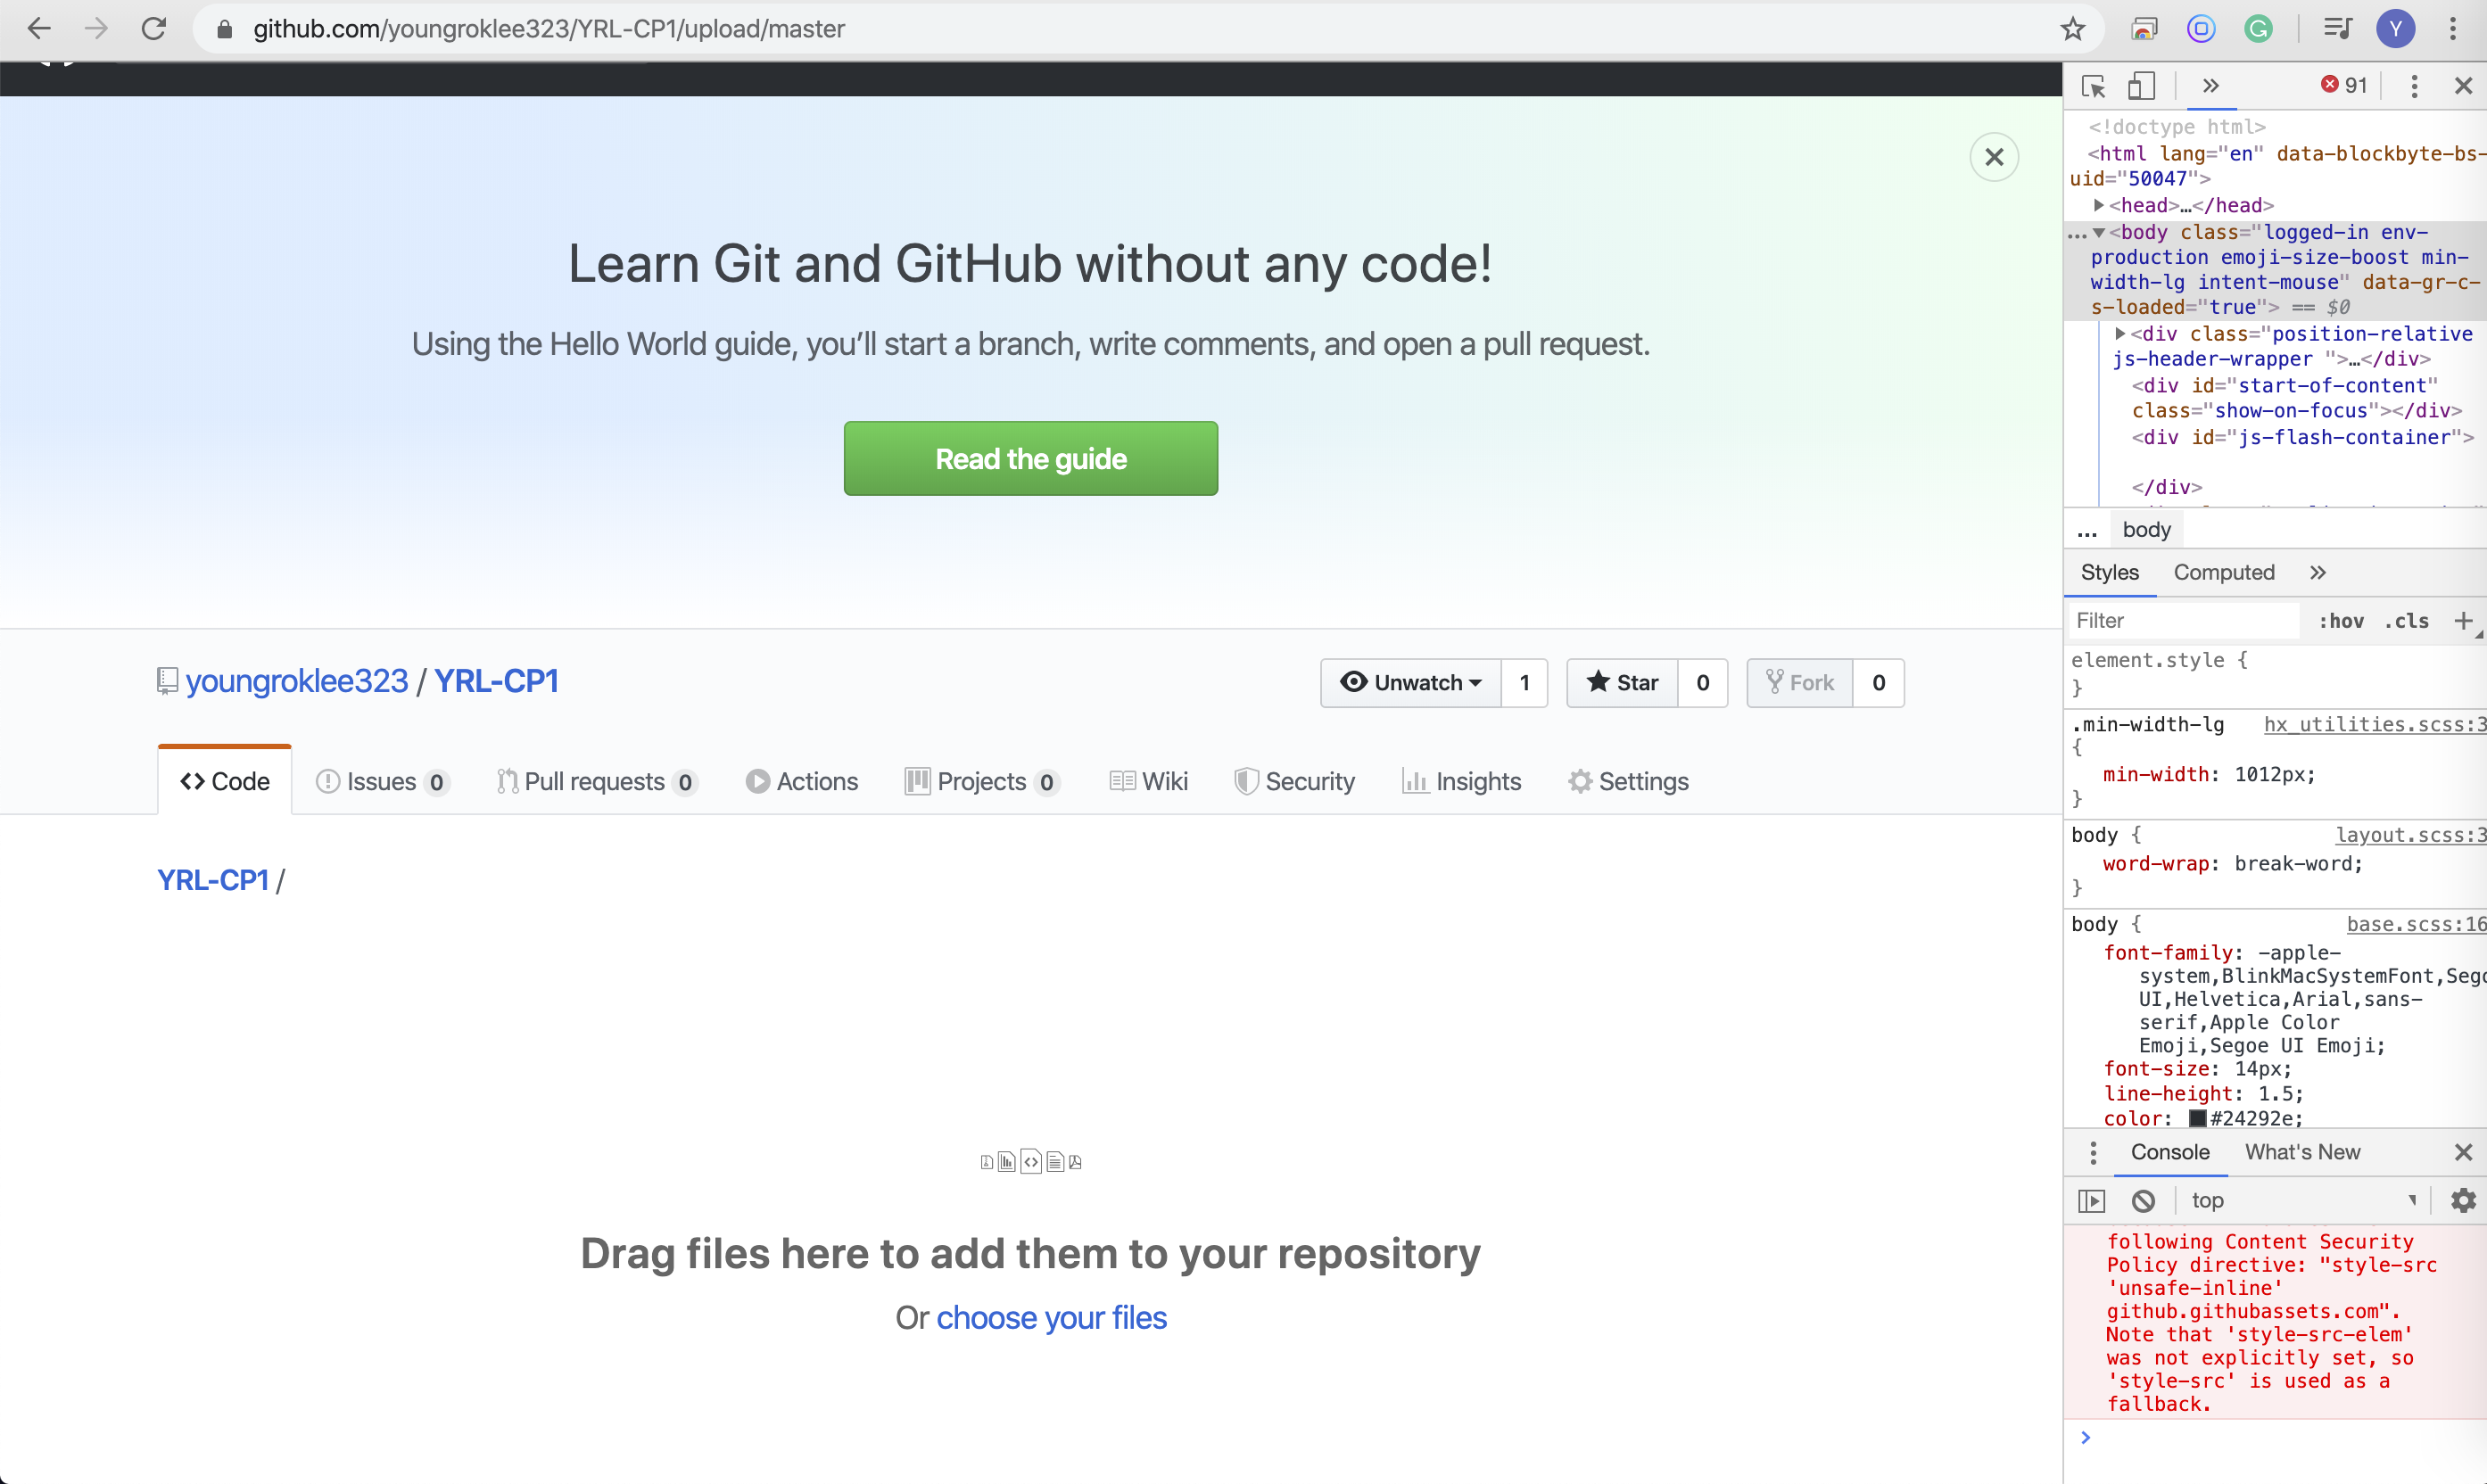 github.com/youngroklee323/YRL-CP1/upload/master
Y
Learn Git and GitHub without any code!
Using the Hello World guide, you’ll start a branch, write comments, and open a pull request.
Read the guide
youngroklee323 / YRL-CP1
Unwatch 1
Star 0
Fork 0
Code
Issues 0
Pull requests 0
Actions
Projects 0
Wiki
Security
Insights
Settings
YRL-CP1 /
Drag files here to add them to your repository
Or choose your files
91
<!doctype html>
<html lang="en" data-blockbyte-bs-
uid="50047">
<head>…</head>
…
<body class="logged-in env-
production emoji-size-boost min-
width-lg intent-mouse" data-gr-c-
s-loaded="true"> == $0
<div class="position-relative
js-header-wrapper ">…</div>
<div id="start-of-content"
class="show-on-focus"></div>
<div id="js-flash-container">
</div>
… body
Styles Computed
Filter :hov .cls +
element.style {
}
.min-width-lg hx_utilities.scss:3
{
min-width: 1012px;
}
body { layout.scss:3
word-wrap: break-word;
}
body { base.scss:16
font-family: -apple-
system,BlinkMacSystemFont,Sego
UI,Helvetica,Arial,sans-
serif,Apple Color
Emoji,Segoe UI Emoji;
font-size: 14px;
line-height: 1.5;
color: #24292e;
Console What's New
top
following Content Security
Policy directive: "style-src
'unsafe-inline'
github.githubassets.com".
Note that 'style-src-elem'
was not explicitly set, so
'style-src' is used as a
fallback.